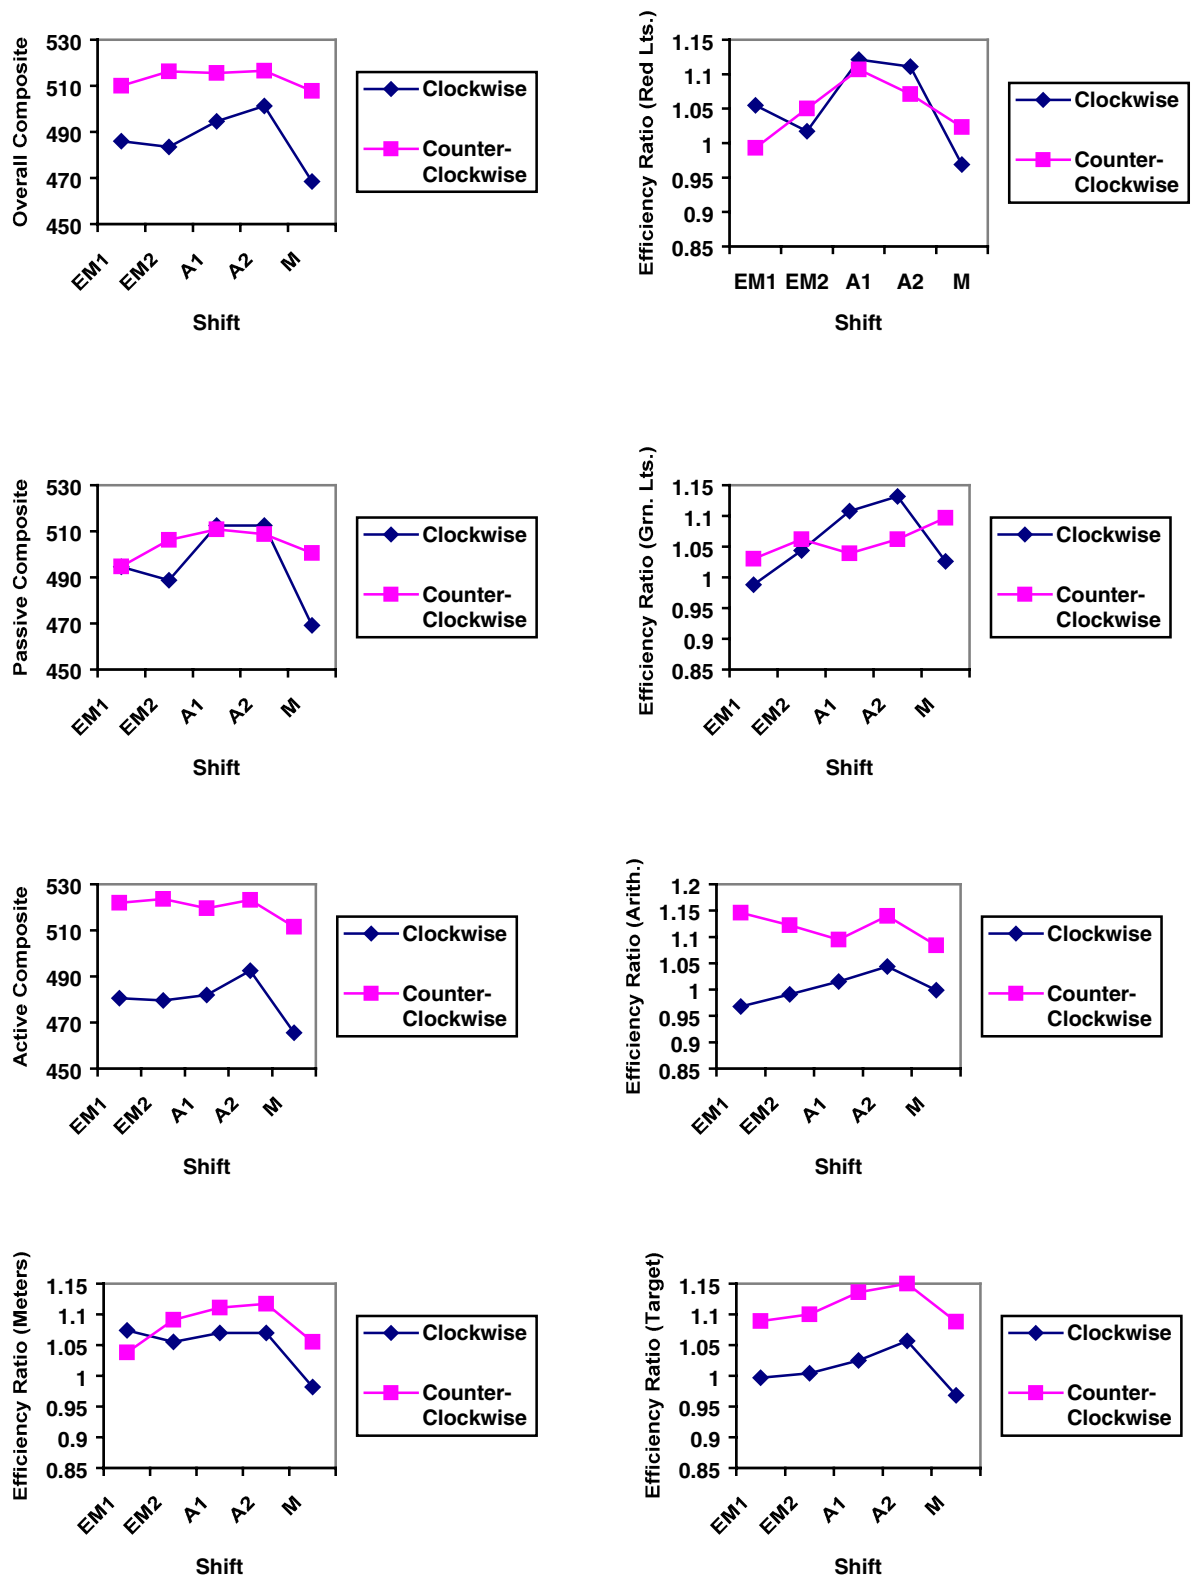 Overall Composite
530
510
490
470
450
EM1
EM2
A1
A2
M
Shift
Clockwise
Counter-
Clockwise
Efficiency Ratio (Red Lts.)
1.15
1.1
1.05
1
0.95
0.9
0.85
EM1 EM2 A1 A2 M
Shift
Clockwise
Counter-
Clockwise
Passive Composite
530
510
490
470
450
EM1
EM2
A1
A2
M
Shift
Clockwise
Counter-
Clockwise
Efficiency Ratio (Grn. Lts.)
1.15
1.1
1.05
1
0.95
0.9
0.85
EM1
EM2
A1
A2
M
Shift
Clockwise
Counter-
Clockwise
Active Composite
530
510
490
470
450
EM1
EM2
A1
A2
M
Shift
Clockwise
Counter-
Clockwise
Efficiency Ratio (Arith.)
1.2
1.15
1.1
1.05
1
0.95
0.9
0.85
EM1
EM2
A1
A2
M
Shift
Clockwise
Counter-
Clockwise
Efficiency Ratio (Meters)
1.15
1.1
1.05
1
0.95
0.9
0.85
EM1
EM2
A1
A2
M
Shift
Clockwise
Counter-
Clockwise
Efficiency Ratio (Target)
1.15
1.1
1.05
1
0.95
0.9
0.85
EM1
EM2
A1
A2
M
Shift
Clockwise
Counter-
Clockwise